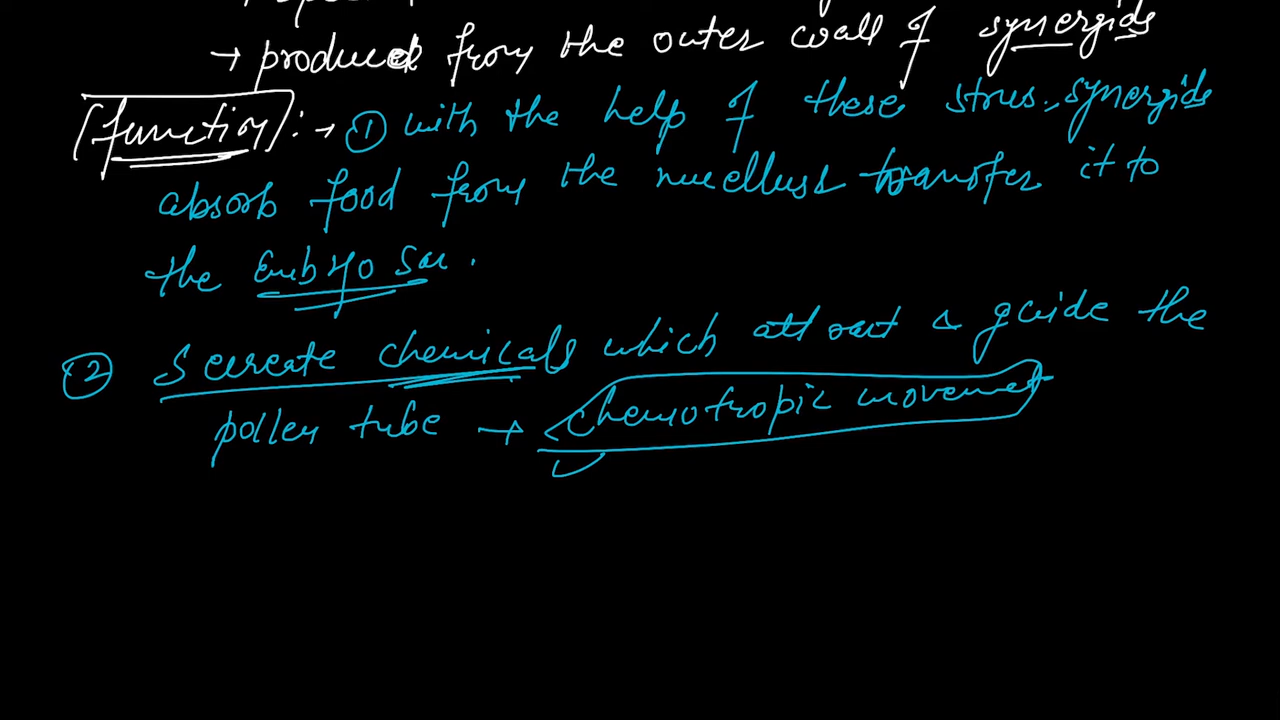 → produced from the outer wall of synergids
[function]:→ ① with the help of these strus., synergids
absorb food from the nucellus & transfer it to
the Embryo Sac.
② Secreate chemicals which attract & guide the
pollen tube → chemotropic movement